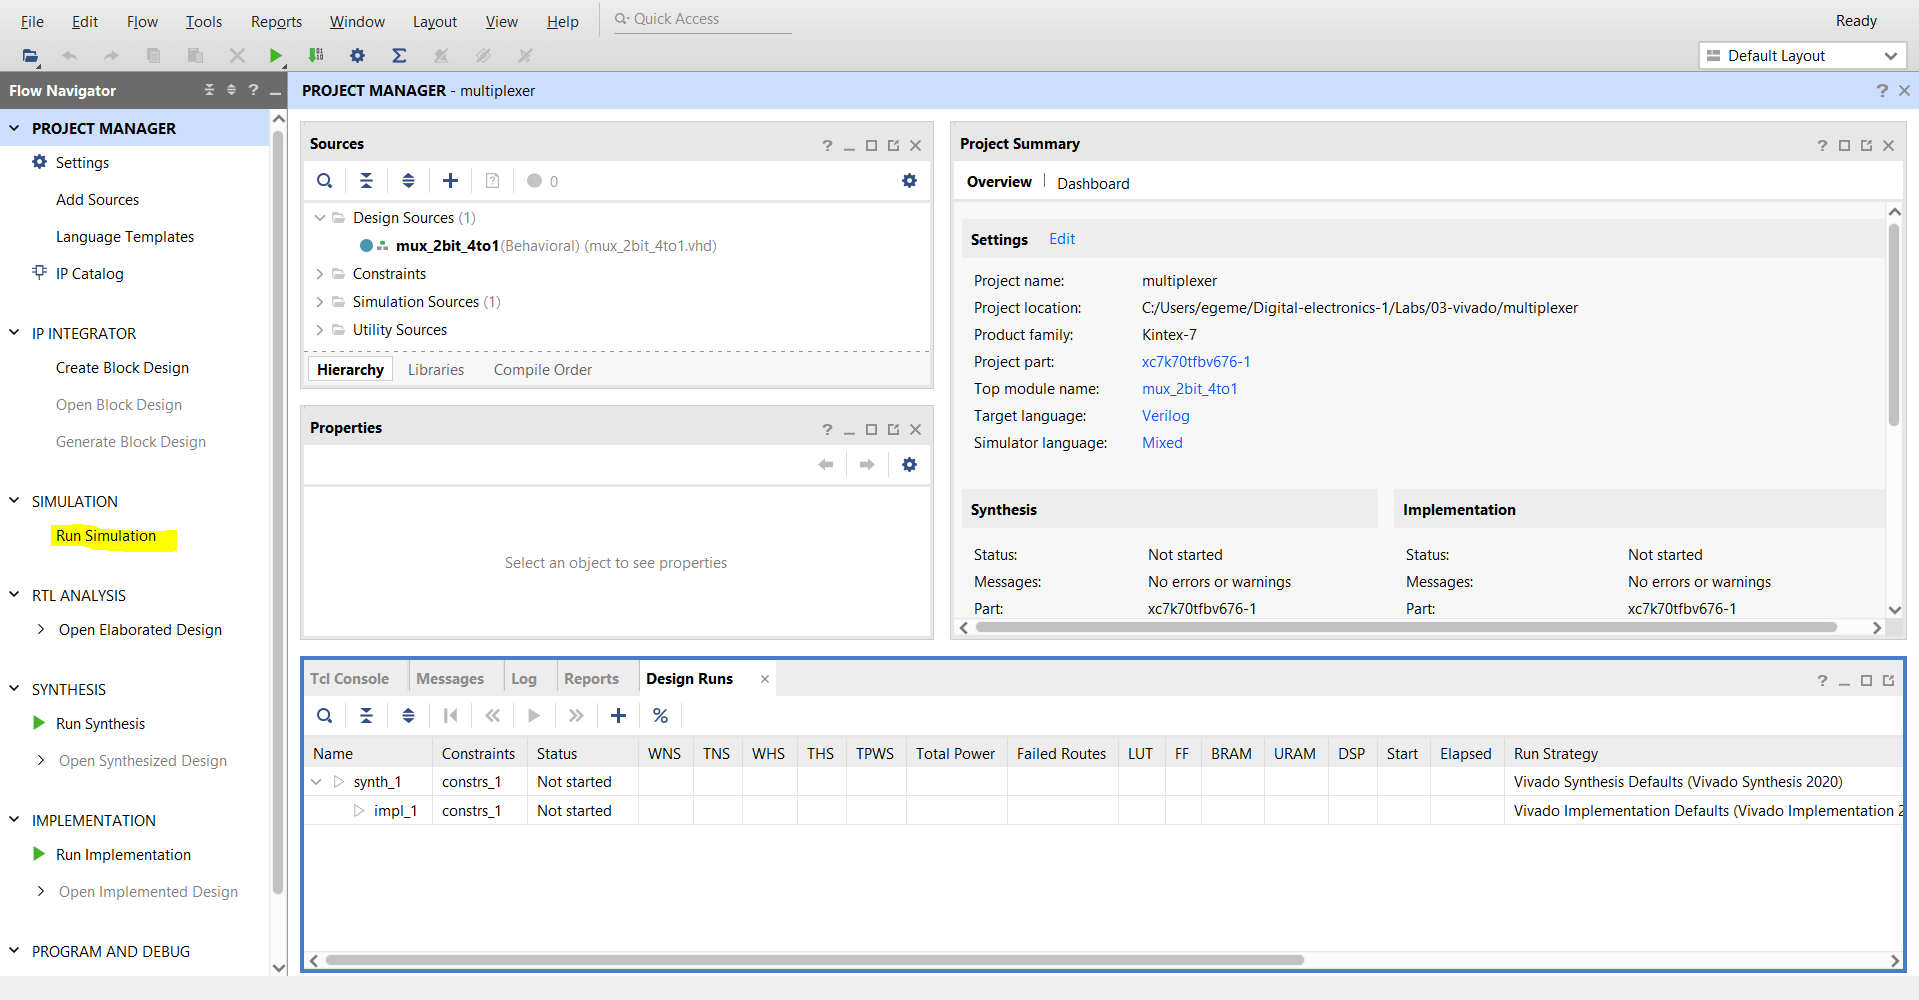 File Edit Flow Tools Reports Window Layout View Help Quick Access Ready
Default Layout
Flow Navigator ? PROJECT MANAGER - multiplexer ?
PROJECT MANAGER
Settings
Add Sources
Language Templates
IP Catalog
IP INTEGRATOR
Create Block Design
Open Block Design
Generate Block Design
SIMULATION
Run Simulation
RTL ANALYSIS
Open Elaborated Design
SYNTHESIS
Run Synthesis
Open Synthesized Design
IMPLEMENTATION
Run Implementation
Open Implemented Design
PROGRAM AND DEBUG
Sources ?
? 0
Design Sources (1)
mux_2bit_4to1(Behavioral) (mux_2bit_4to1.vhd)
Constraints
Simulation Sources (1)
Utility Sources
Hierarchy Libraries Compile Order
Properties ?
Select an object to see properties
Project Summary ?
Overview Dashboard
Settings Edit
Project name: multiplexer
Project location: C:/Users/egeme/Digital-electronics-1/Labs/03-vivado/multiplexer
Product family: Kintex-7
Project part: xc7k70tfbv676-1
Top module name: mux_2bit_4to1
Target language: Verilog
Simulator language: Mixed
Synthesis Implementation
Status: Not started Status: Not started
Messages: No errors or warnings Messages: No errors or warnings
Part: xc7k70tfbv676-1 Part: xc7k70tfbv676-1
Tcl Console Messages Log Reports Design Runs ?
%
Name Constraints Status WNS TNS WHS THS TPWS Total Power Failed Routes LUT FF BRAM URAM DSP Start Elapsed Run Strategy
synth_1 constrs_1 Not started Vivado Synthesis Defaults (Vivado Synthesis 2020)
impl_1 constrs_1 Not started Vivado Implementation Defaults (Vivado Implementation 2